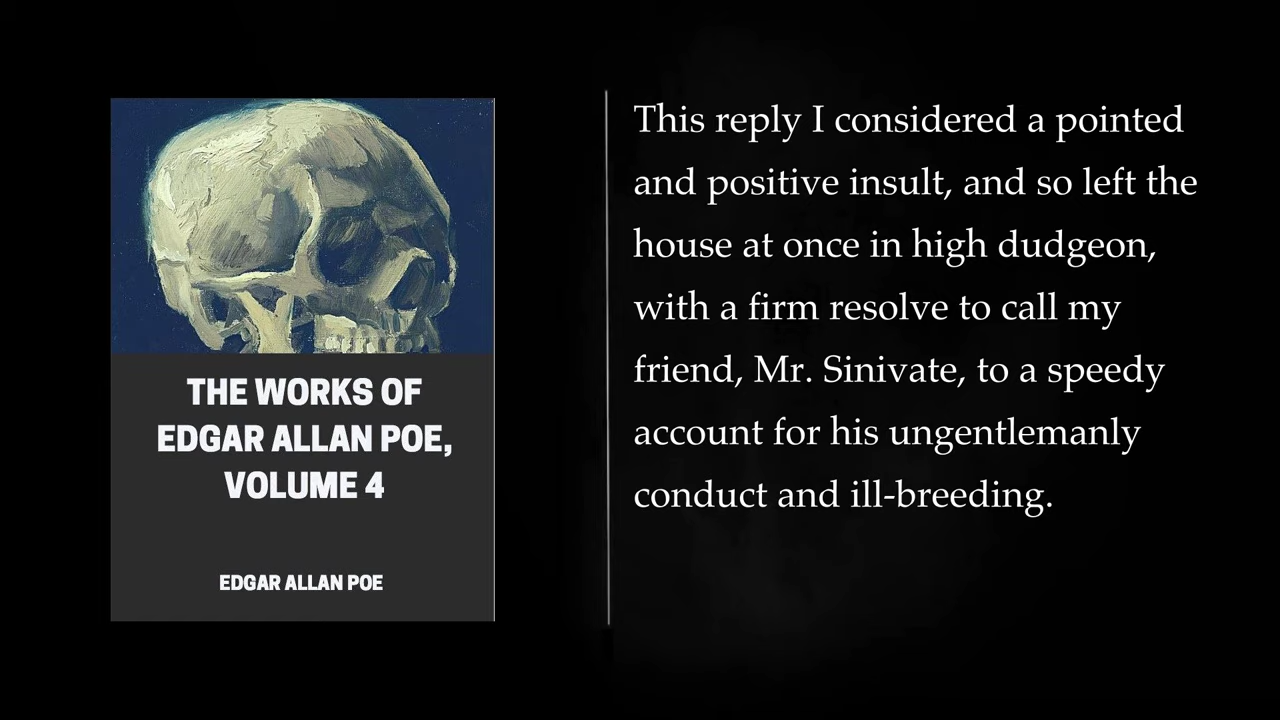 THE WORKS OF
EDGAR ALLAN POE,
VOLUME 4
EDGAR ALLAN POE
This reply I considered a pointed
and positive insult, and so left the
house at once in high dudgeon,
with a firm resolve to call my
friend, Mr. Sinivate, to a speedy
account for his ungentlemanly
conduct and ill-breeding.